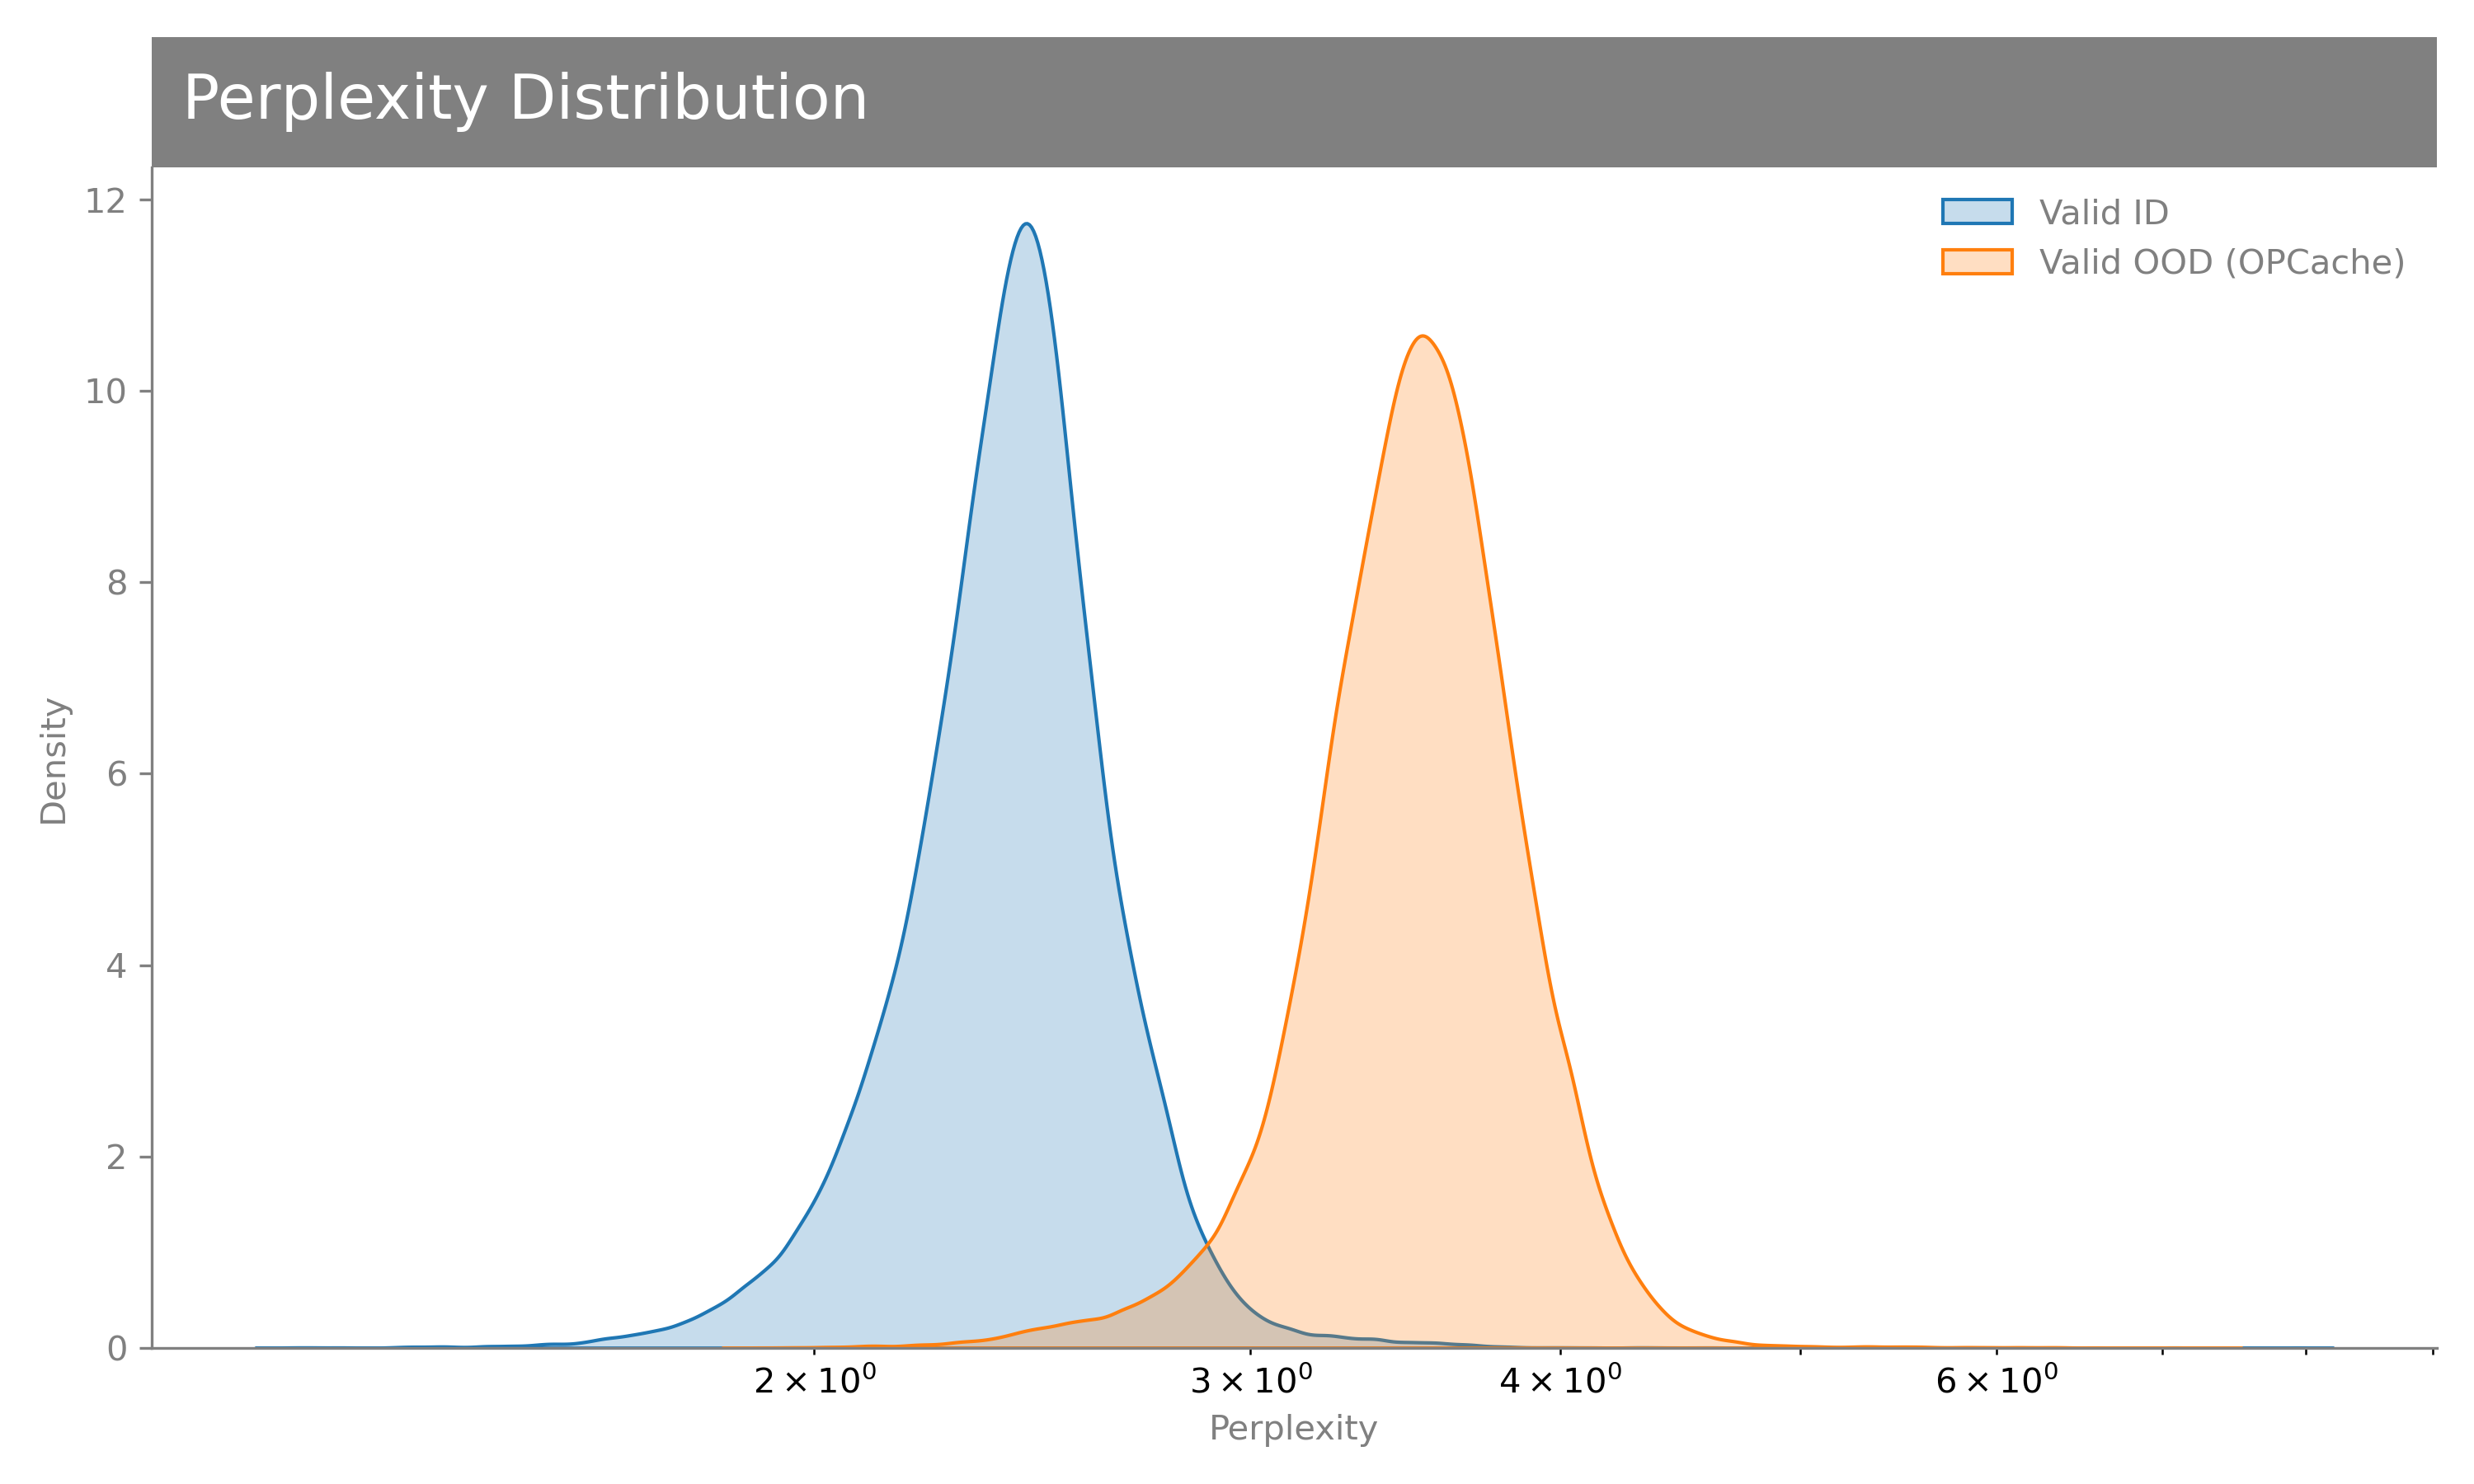 Perplexity Distribution
12
10
8
6
4
2
0
Density
Valid ID
Valid OOD (OPCache)
2 × 10⁰
3 × 10⁰
4 × 10⁰
6 × 10⁰
Perplexity